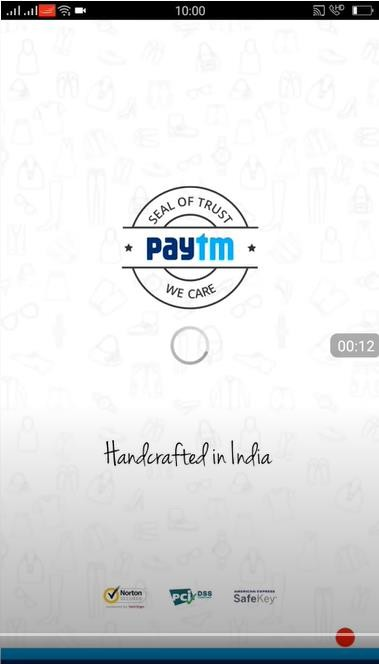 10:00
HD
SEAL OF TRUST
paytm
WE CARE
00:12
Handcrafted in India
Norton
PCI DSS
AMERICAN EXPRESS
SafeKey